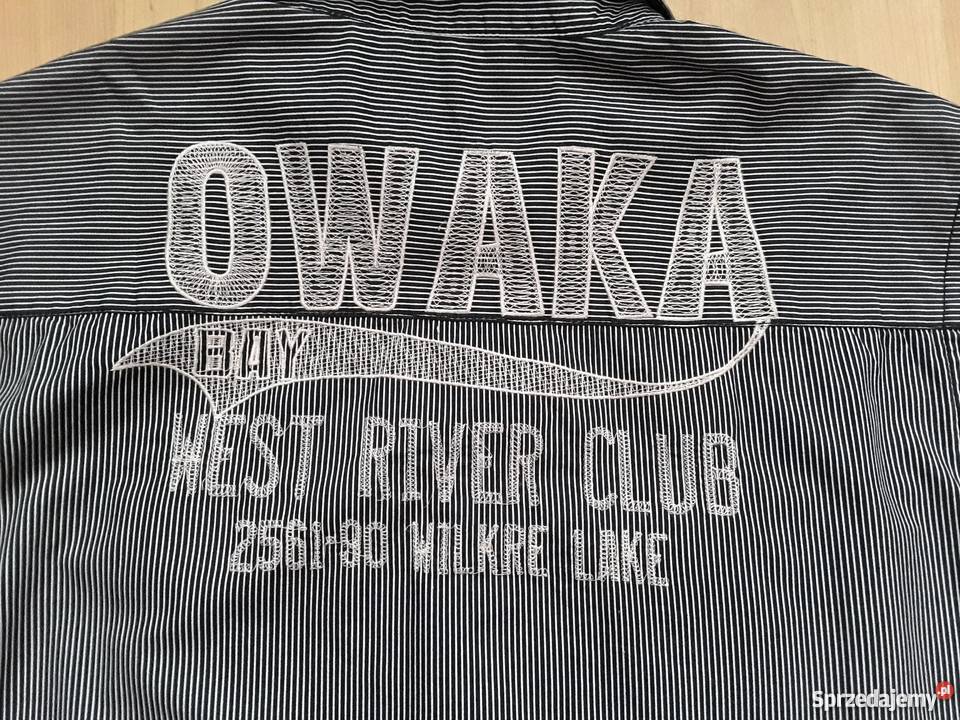 OWAKA
BAY
WEST RIVER CLUB
2561-90 WILKRE LAKE
Sprzedajemy.pl